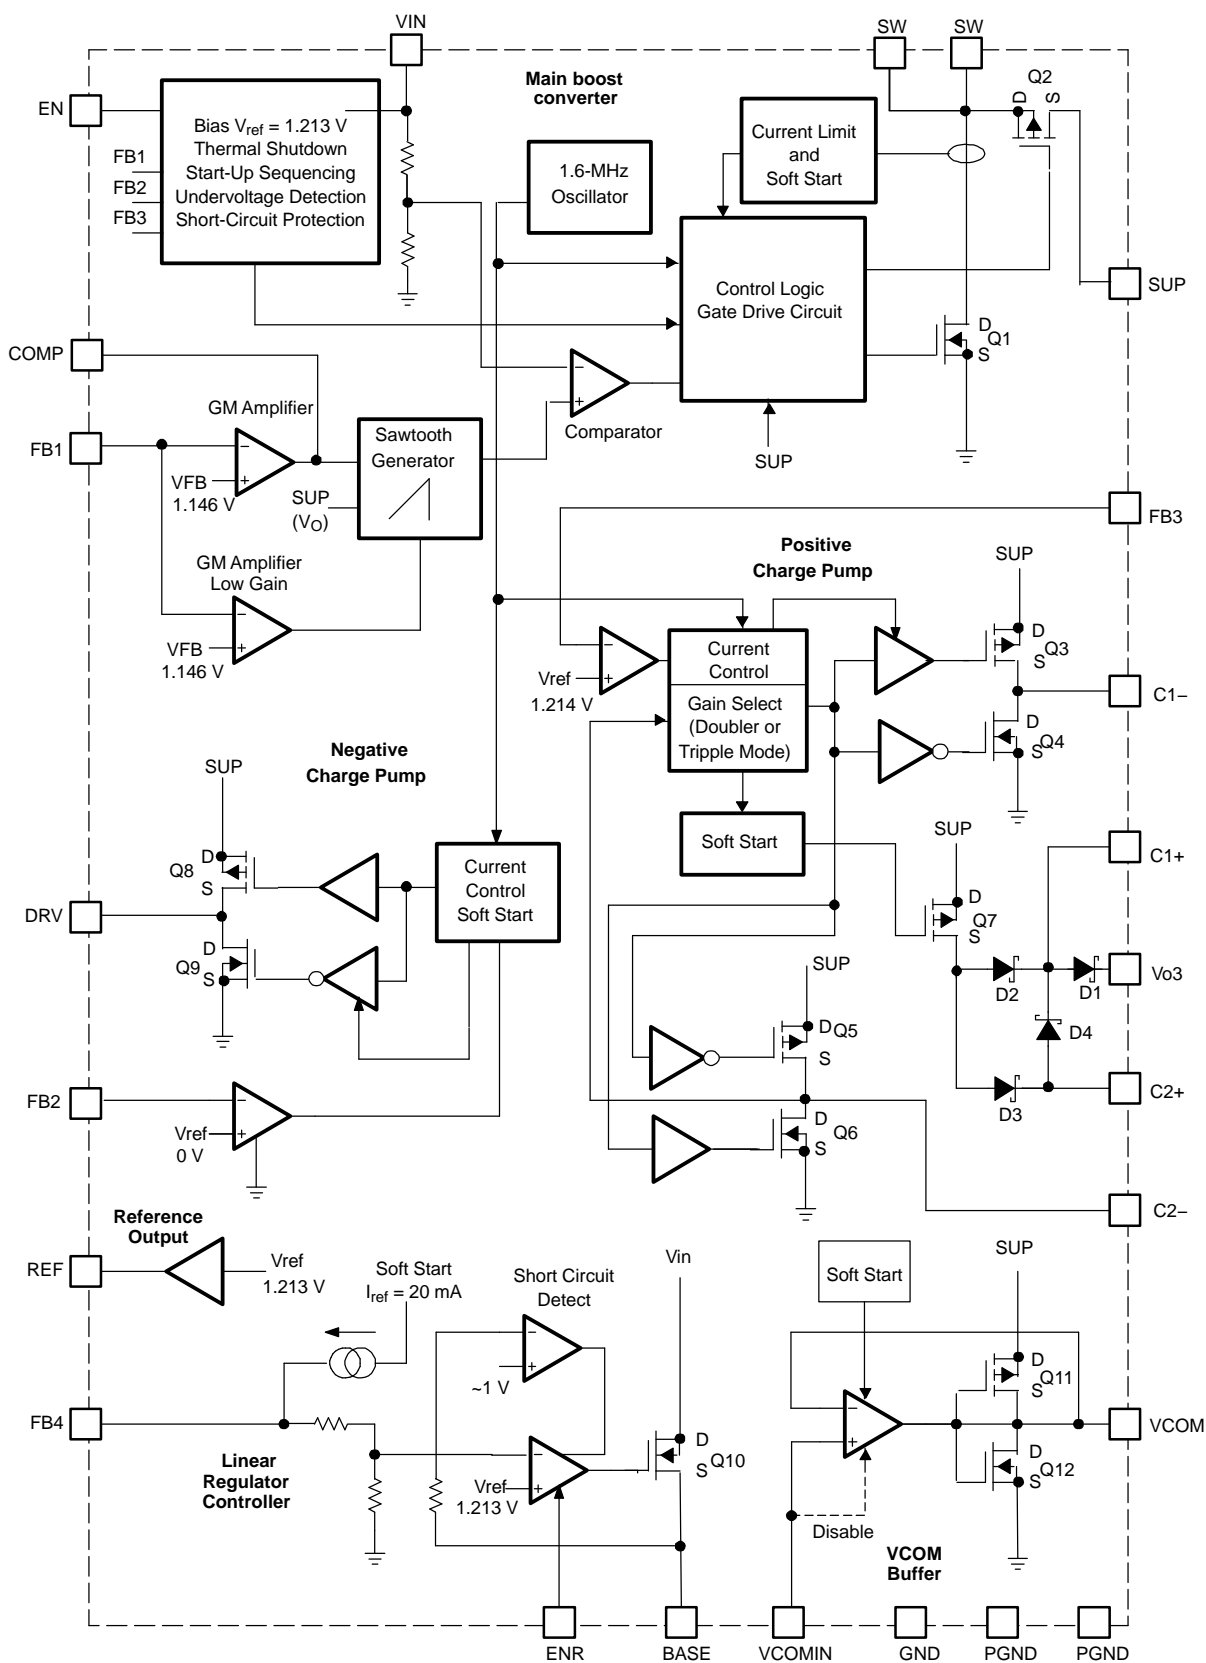 VIN
SW
SW
Main boost
converter
Q2
D
S
EN
Bias Vref = 1.213 V
Thermal Shutdown
Start-Up Sequencing
Undervoltage Detection
Short-Circuit Protection
FB1
FB2
FB3
1.6-MHz
Oscillator
Current Limit
and
Soft Start
Control Logic
Gate Drive Circuit
SUP
D
Q1
S
COMP
GM Amplifier
FB1
−
+
VFB
1.146 V
Sawtooth
Generator
SUP
(VO)
−
+
Comparator
SUP
FB3
GM Amplifier
Low Gain
−
+
VFB
1.146 V
Positive
Charge Pump
SUP
−
+
Vref
1.214 V
Current
Control
Gain Select
(Doubler or
Tripple Mode)
D
Q3
S
C1−
D
Q4
S
Negative
Charge Pump
SUP
Soft Start
SUP
C1+
D
Q8
S
Current
Control
Soft Start
DRV
D
Q7
S
D
Q9
S
SUP
D2
D1
Vo3
D4
D
Q5
S
FB2
−
+
Vref
0 V
D3
C2+
D
Q6
S
C2−
Reference
Output
REF
Vref
1.213 V
Soft Start
Iref = 20 mA
Short Circuit
Detect
−
+
~1 V
Vin
Soft Start
SUP
D
Q11
S
FB4
−
+
VCOM
Linear
Regulator
Controller
−
+
Vref
1.213 V
D
Q10
S
D
Q12
S
Disable
VCOM
Buffer
ENR
BASE
VCOMIN
GND
PGND
PGND